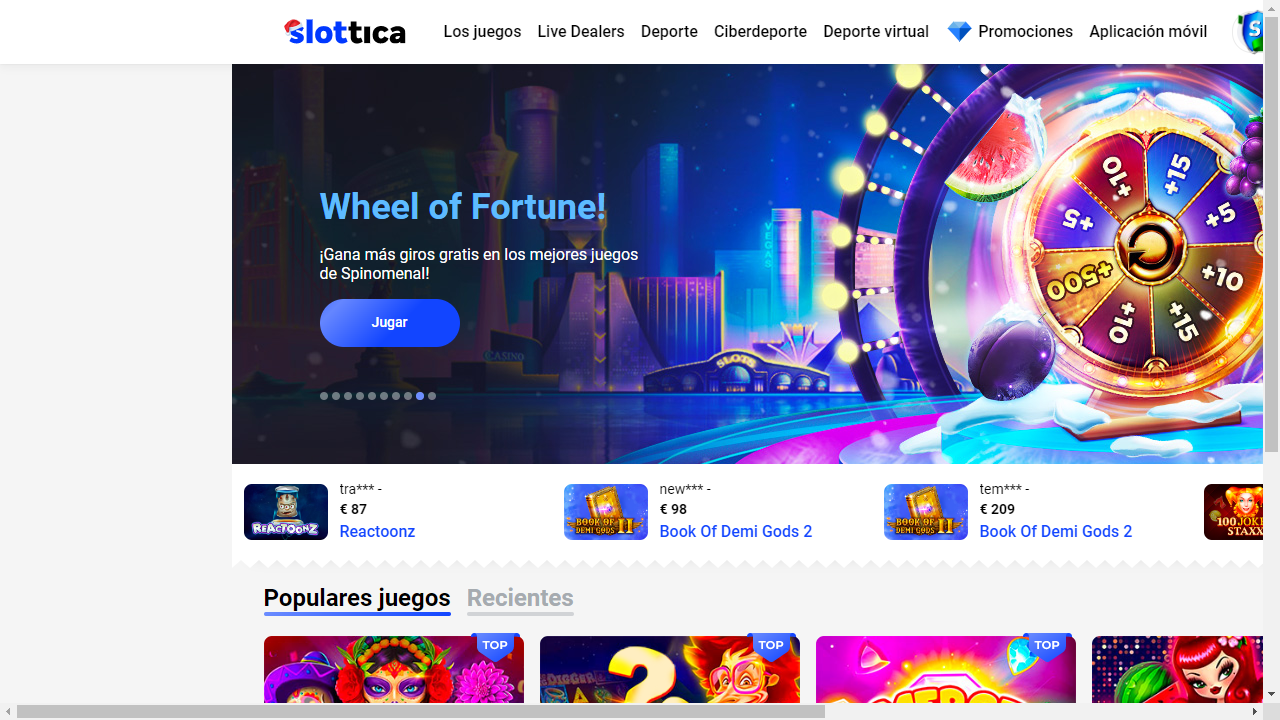 slottica
Los juegos
Live Dealers
Deporte
Ciberdeporte
Deporte virtual
Promociones
Aplicación móvil
Wheel of Fortune!
¡Gana más giros gratis en los mejores juegos
de Spinomenal!
Jugar
VEGAS
CASINO
SLOTS
+10
+15
+5
+5
+10
+500
+10
+15
REACTOONZ
tra*** -
€ 87
Reactoonz
BOOK OF
DEMI GODS II
new*** -
€ 98
Book Of Demi Gods 2
BOOK OF
DEMI GODS II
tem*** -
€ 209
Book Of Demi Gods 2
Populares juegos
Recientes
TOP
TOP
TOP